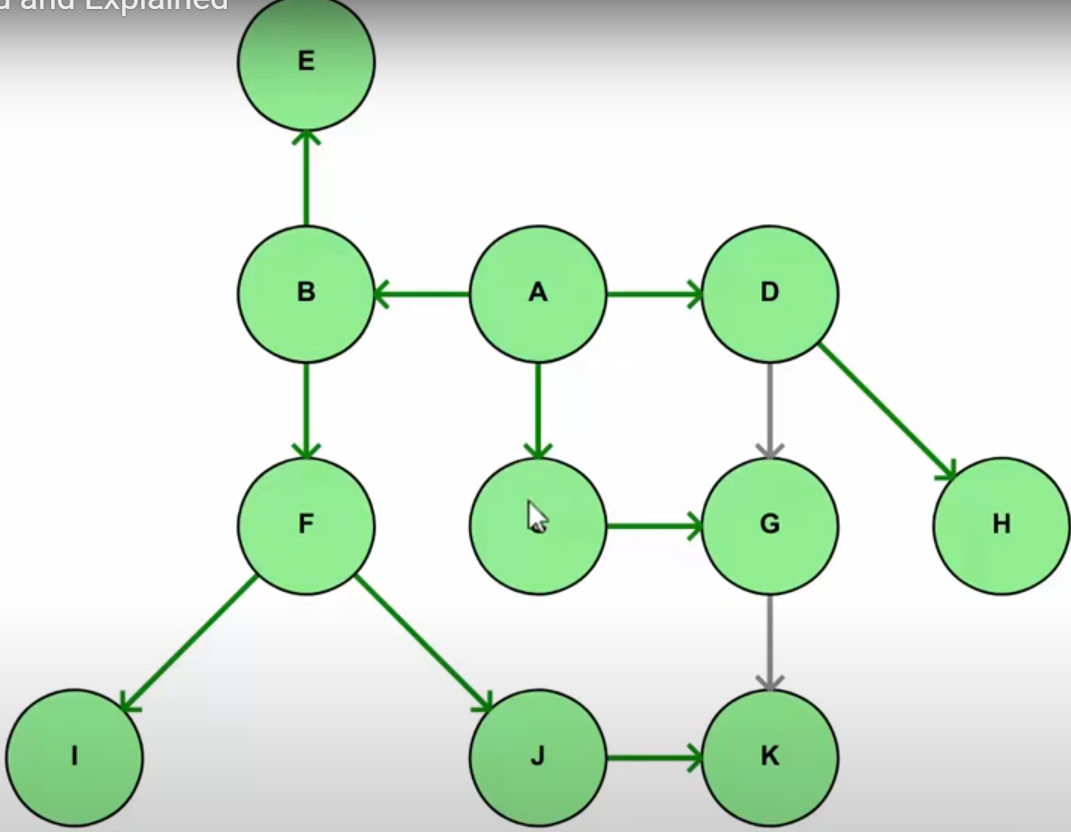 and Explained
E
B A D
F G H
I J K